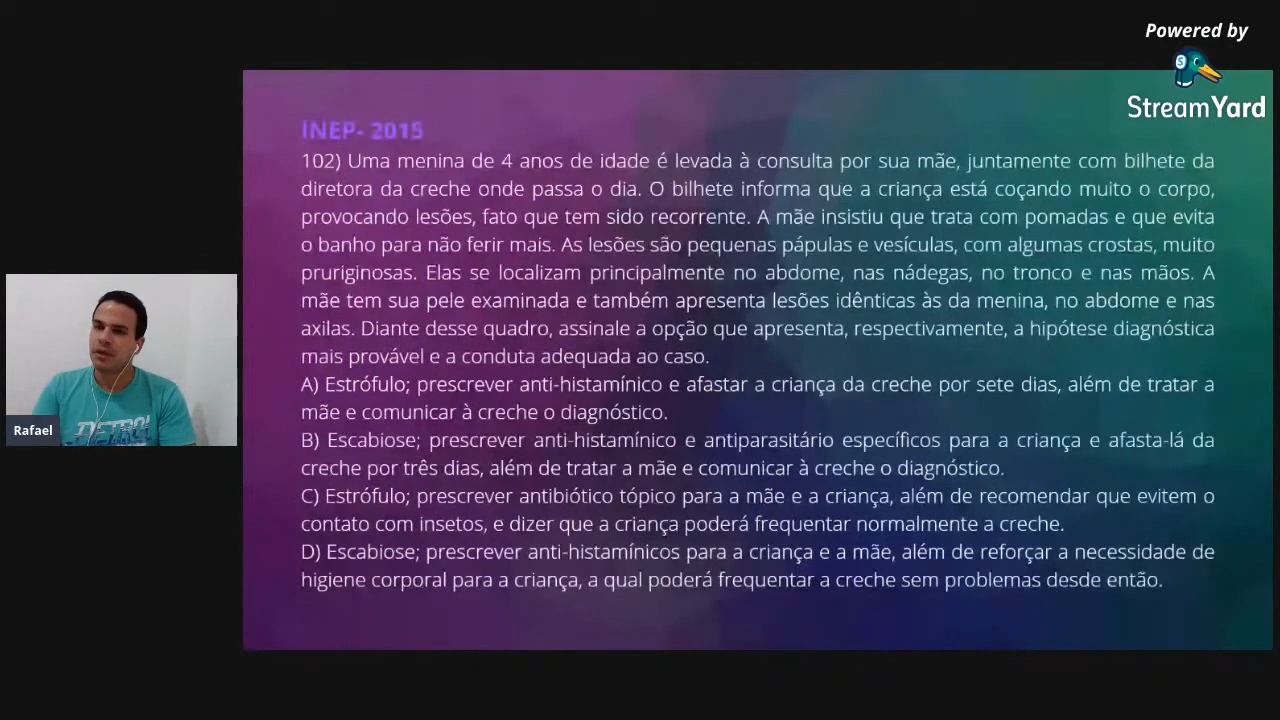 Powered by
StreamYard
INEP- 2015
102) Uma menina de 4 anos de idade é levada à consulta por sua mãe, juntamente com bilhete da
diretora da creche onde passa o dia. O bilhete informa que a criança está coçando muito o corpo,
provocando lesões, fato que tem sido recorrente. A mãe insistiu que trata com pomadas e que evita
o banho para não ferir mais. As lesões são pequenas pápulas e vesículas, com algumas crostas, muito
pruriginosas. Elas se localizam principalmente no abdome, nas nádegas, no tronco e nas mãos. A
mãe tem sua pele examinada e também apresenta lesões idênticas às da menina, no abdome e nas
axilas. Diante desse quadro, assinale a opção que apresenta, respectivamente, a hipótese diagnóstica
mais provável e a conduta adequada ao caso.
A) Estrófulo; prescrever anti-histamínico e afastar a criança da creche por sete dias, além de tratar a
mãe e comunicar à creche o diagnóstico.
B) Escabiose; prescrever anti-histamínico e antiparasitário específicos para a criança e afasta-lá da
creche por três dias, além de tratar a mãe e comunicar à creche o diagnóstico.
C) Estrófulo; prescrever antibiótico tópico para a mãe e a criança, além de recomendar que evitem o
contato com insetos, e dizer que a criança poderá frequentar normalmente a creche.
D) Escabiose; prescrever anti-histamínicos para a criança e a mãe, além de reforçar a necessidade de
higiene corporal para a criança, a qual poderá frequentar a creche sem problemas desde então.
Rafael